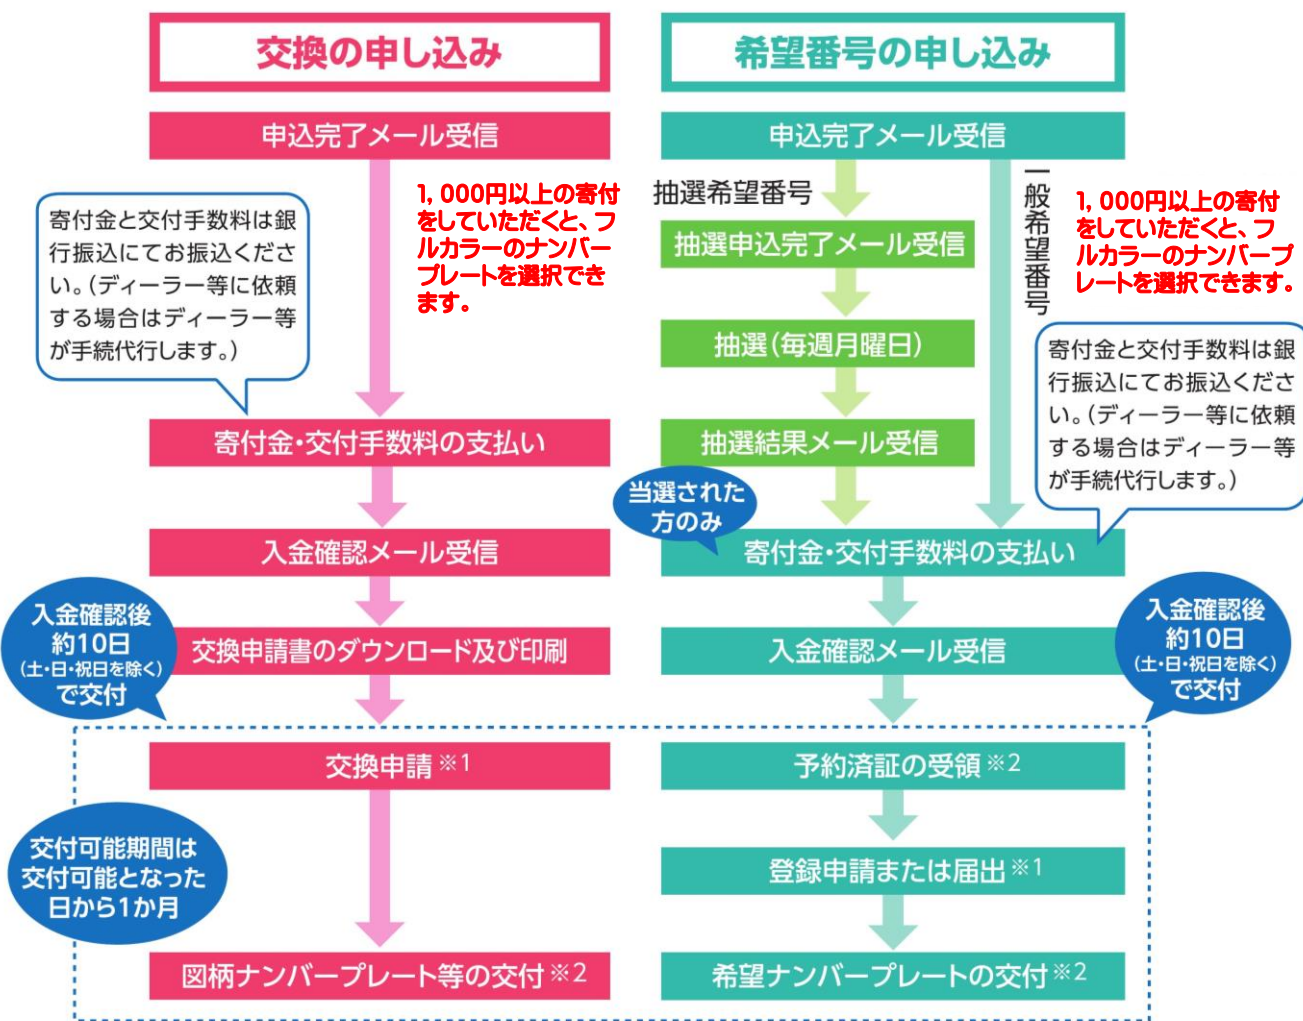 交換の申し込み
申込完了メール受信
1,000円以上の寄付
をしていただくと、フ
ルカラーのナンバー
プレートを選択でき
ます。
寄付金と交付手数料は銀
行振込にてお振込くださ
い。(ディーラー等に依頼
する場合はディーラー等
が手続代行します。)
寄付金・交付手数料の支払い
入金確認メール受信
入金確認後
約10日
(土・日・祝日を除く)
で交付
交換申請書のダウンロード及び印刷
交換申請※1
交付可能期間は
交付可能となった
日から1か月
図柄ナンバープレート等の交付※2
希望番号の申し込み
申込完了メール受信
抽選希望番号
抽選申込完了メール受信
抽選(毎週月曜日)
抽選結果メール受信
当選された
方のみ
一般希望番号
1,000円以上の寄付
をしていただくと、フ
ルカラーのナンバープ
レートを選択できます。
寄付金と交付手数料は銀
行振込にてお振込くださ
い。(ディーラー等に依頼
する場合はディーラー等
が手続代行します。)
寄付金・交付手数料の支払い
入金確認メール受信
入金確認後
約10日
(土・日・祝日を除く)
で交付
予約済証の受領※2
登録申請または届出※1
希望ナンバープレートの交付※2